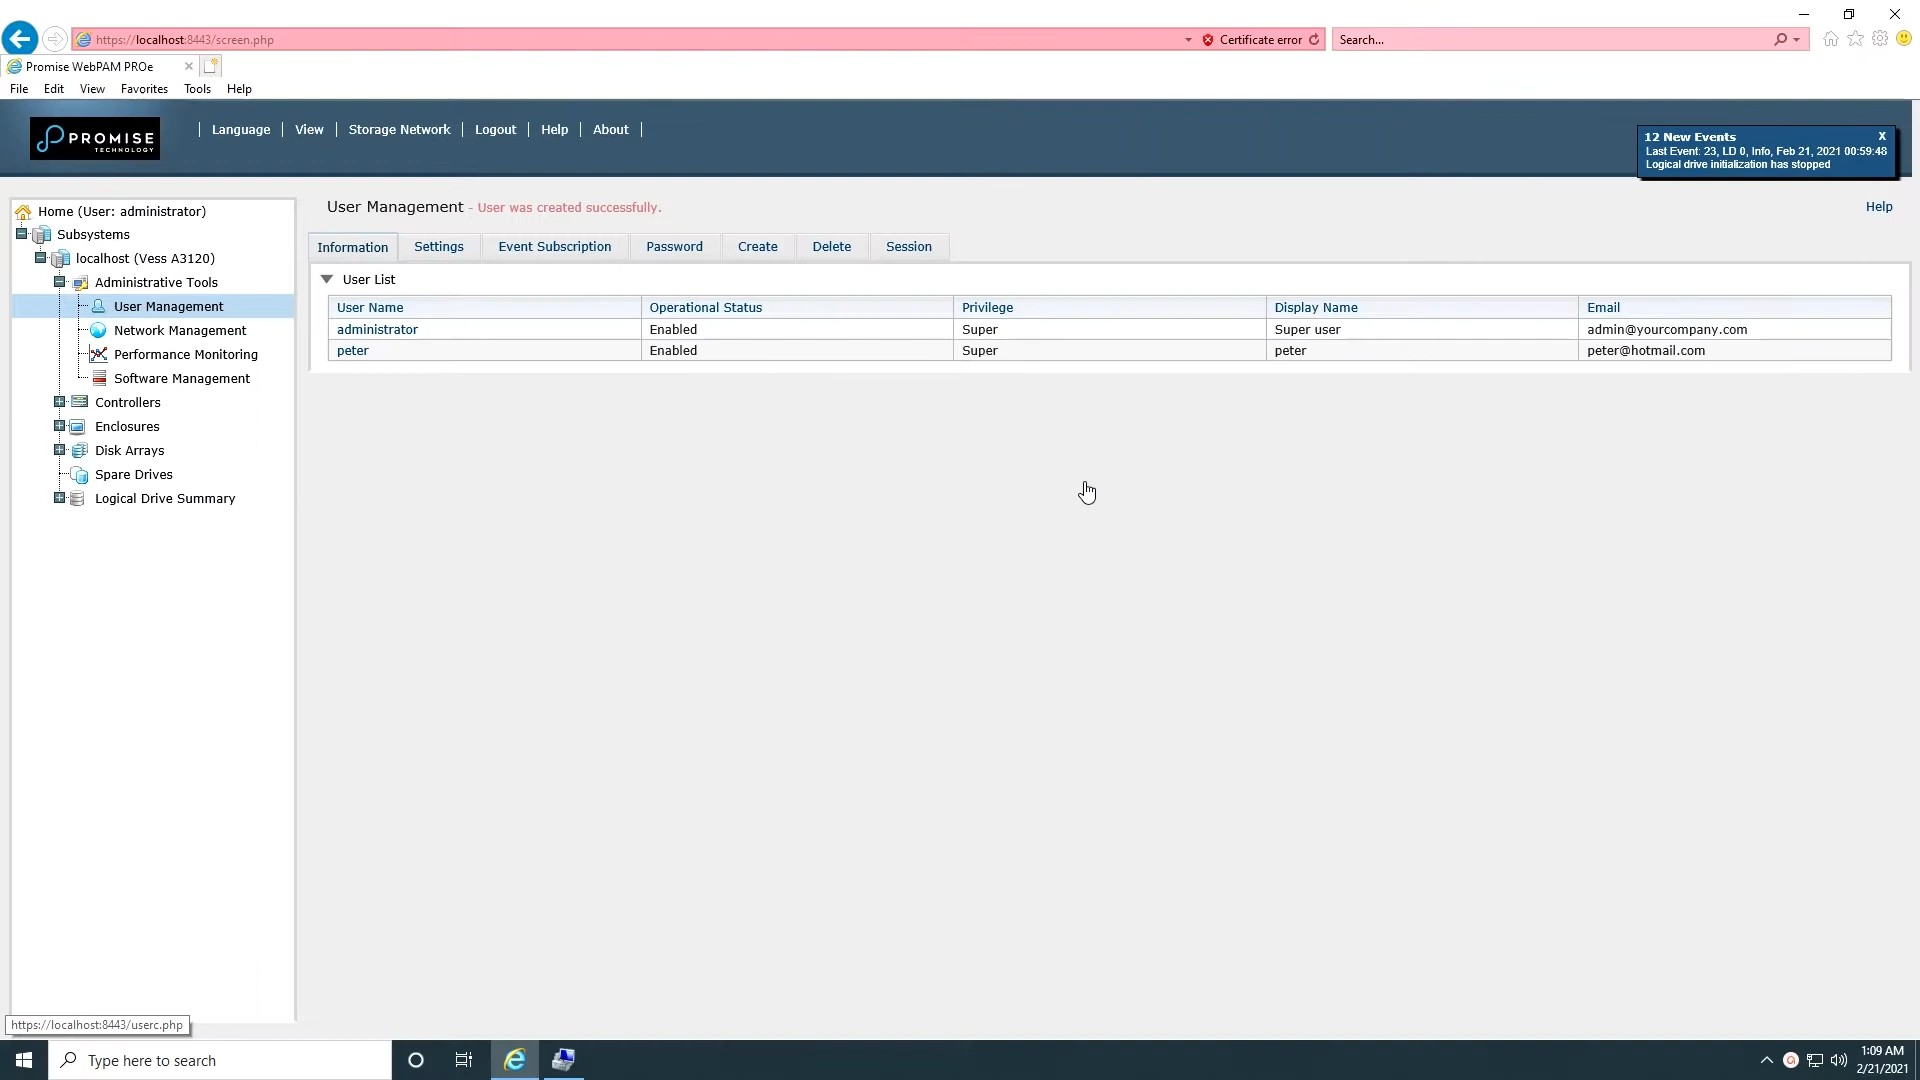 https://localhost:8443/screen.php
Certificate error
Search...
Promise WebPAM PROe
File Edit View Favorites Tools Help
PROMISE
TECHNOLOGY
Language View Storage Network Logout Help About
12 New Events X
Last Event: 23, LD 0, Info, Feb 21, 2021 00:59:48
Logical drive initialization has stopped
Home (User: administrator)
Subsystems
localhost (Vess A3120)
Administrative Tools
User Management
Network Management
Performance Monitoring
Software Management
Controllers
Enclosures
Disk Arrays
Spare Drives
Logical Drive Summary
User Management - User was created successfully.
Help
Information Settings Event Subscription Password Create Delete Session
User List
User Name Operational Status Privilege Display Name Email
administrator Enabled Super Super user admin@yourcompany.com
peter Enabled Super peter peter@hotmail.com
https://localhost:8443/userc.php
Type here to search
1:09 AM
2/21/2021